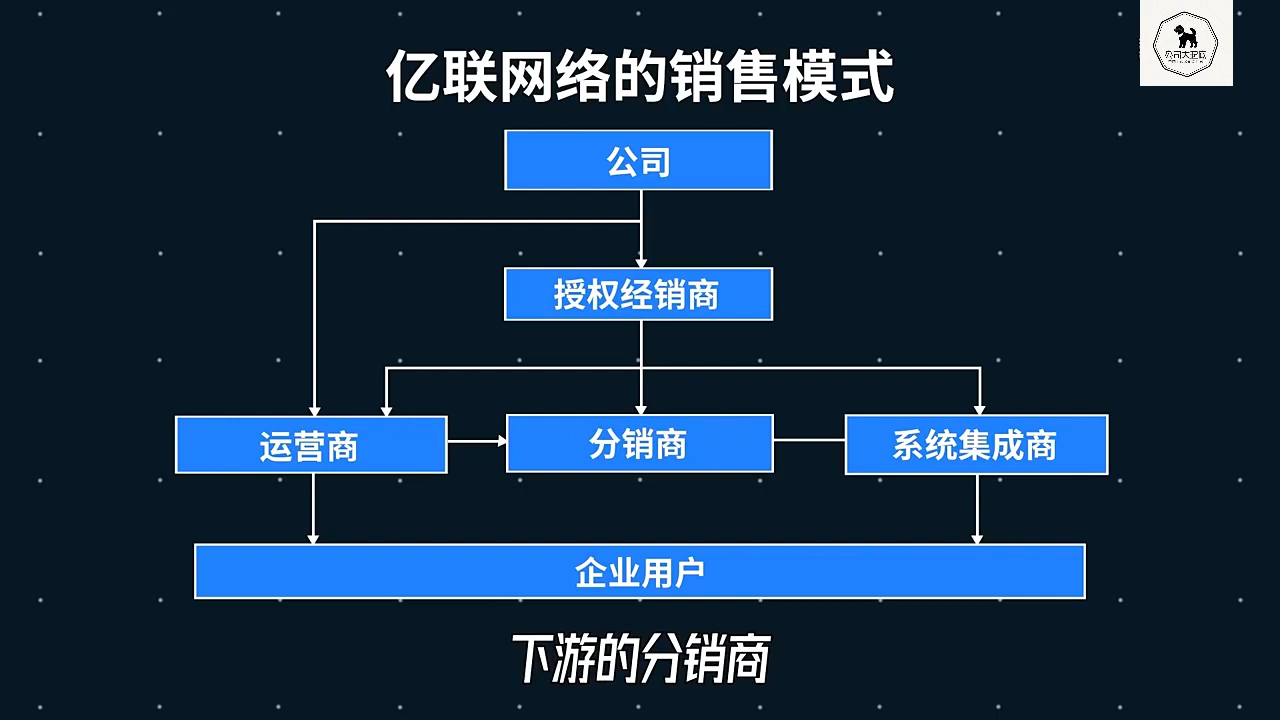 亿联网络的销售模式
公司
授权经销商
运营商
分销商
系统集成商
企业用户
下游的分销商